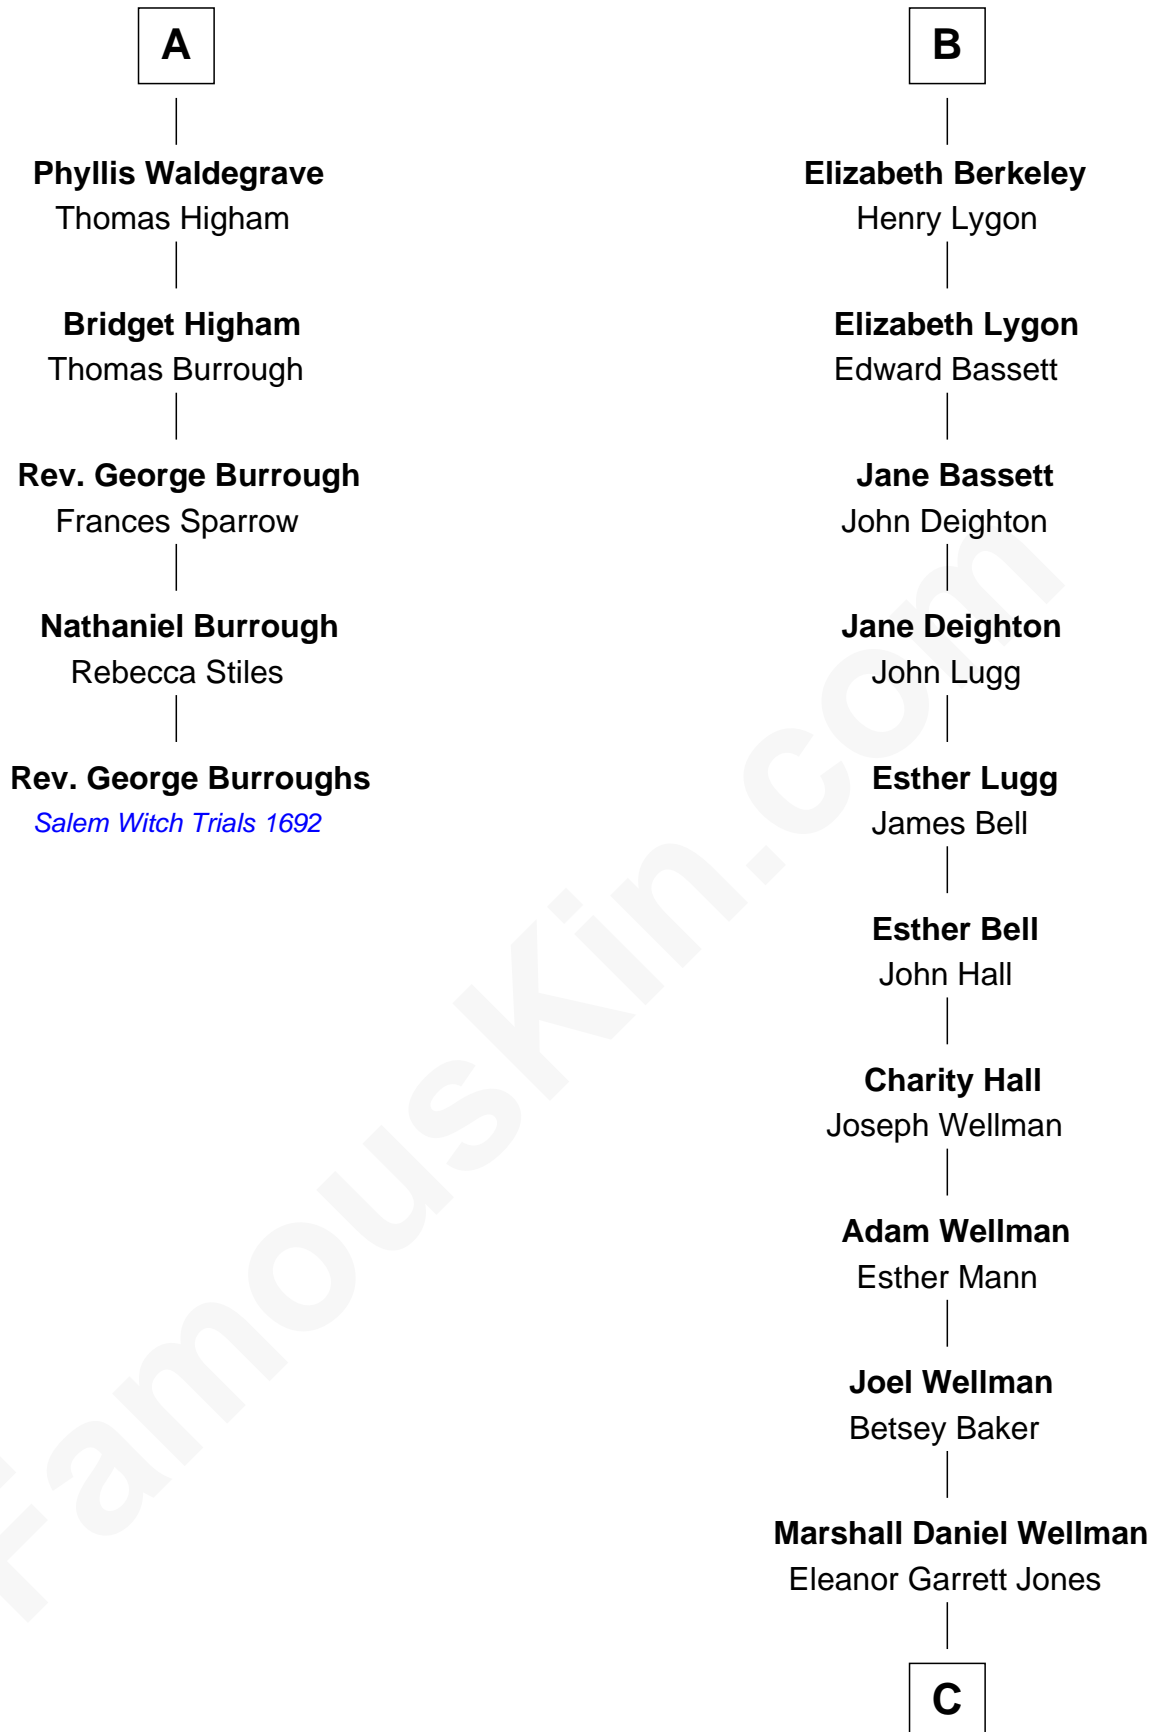 A
Phyllis Waldegrave
Thomas Higham
Bridget Higham
Thomas Burrough
Rev. George Burrough
Frances Sparrow
Nathaniel Burrough
Rebecca Stiles
Rev. George Burroughs
Salem Witch Trials 1692
B
Elizabeth Berkeley
Henry Lygon
Elizabeth Lygon
Edward Bassett
Jane Bassett
John Deighton
Jane Deighton
John Lugg
Esther Lugg
James Bell
Esther Bell
John Hall
Charity Hall
Joseph Wellman
Adam Wellman
Esther Mann
Joel Wellman
Betsey Baker
Marshall Daniel Wellman
Eleanor Garrett Jones
C
FamousKin.com